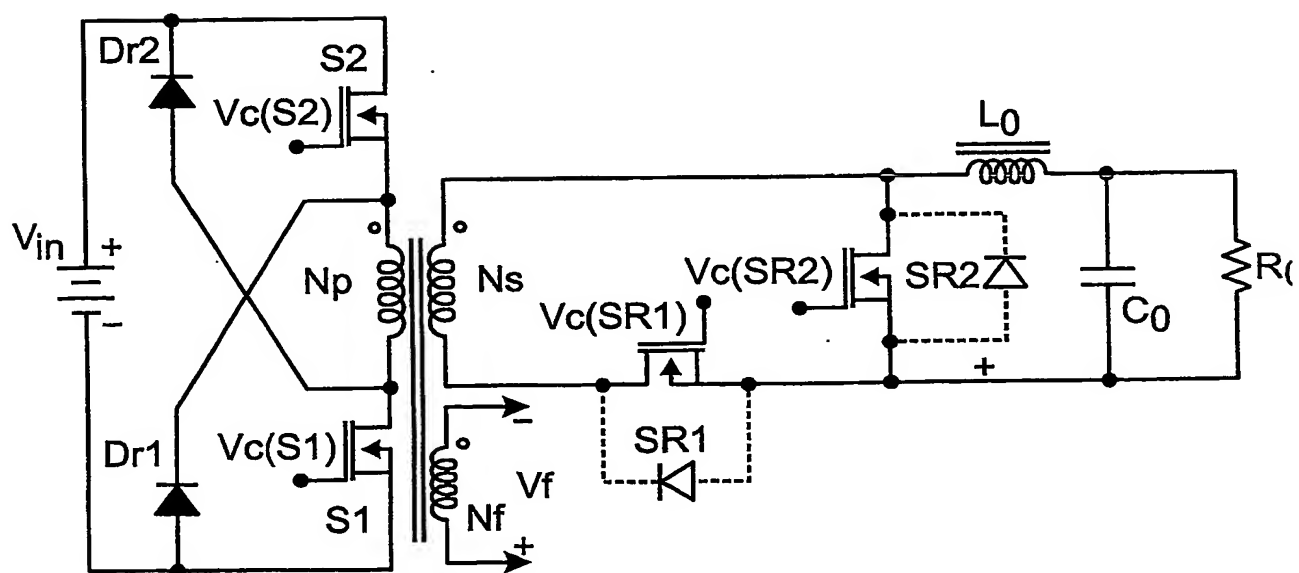 Dr2
S2
Vc(S2)
L0
Vin
+
−
Np
Ns
Vc(SR2)
SR2
Vc(SR1)
C0
R(
+
Dr1
Vc(S1)
S1
−
SR1
Vf
Nf
+